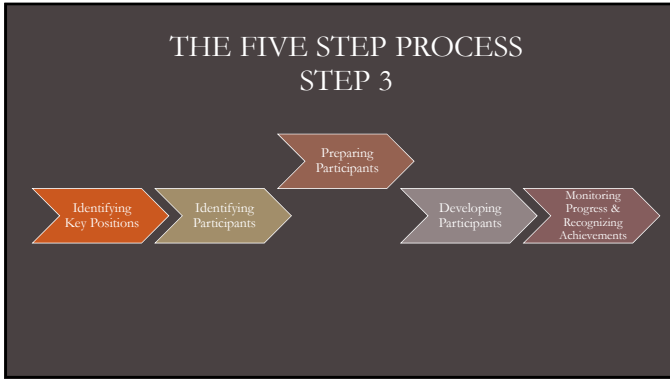 THE FIVE STEP PROCESS
STEP 3
Identifying
Key Positions
Identifying
Participants
Preparing
Participants
Developing
Participants
Monitoring
Progress &
Recognizing
Achievements